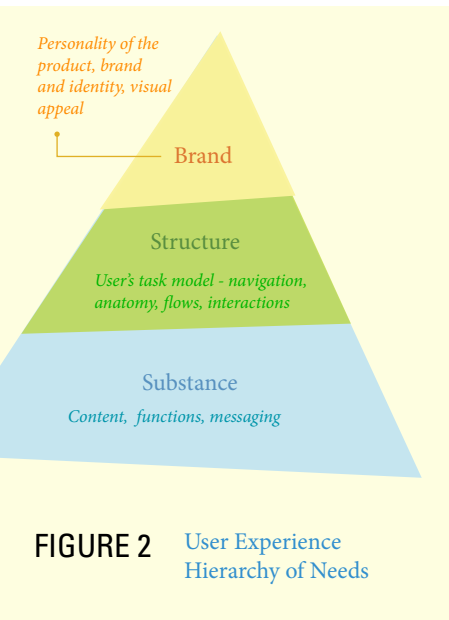 Personality of the
product, brand
and identity, visual
appeal
Brand
Structure
User's task model - navigation,
anatomy, flows, interactions
Substance
Content, functions, messaging
FIGURE 2
User Experience
Hierarchy of Needs